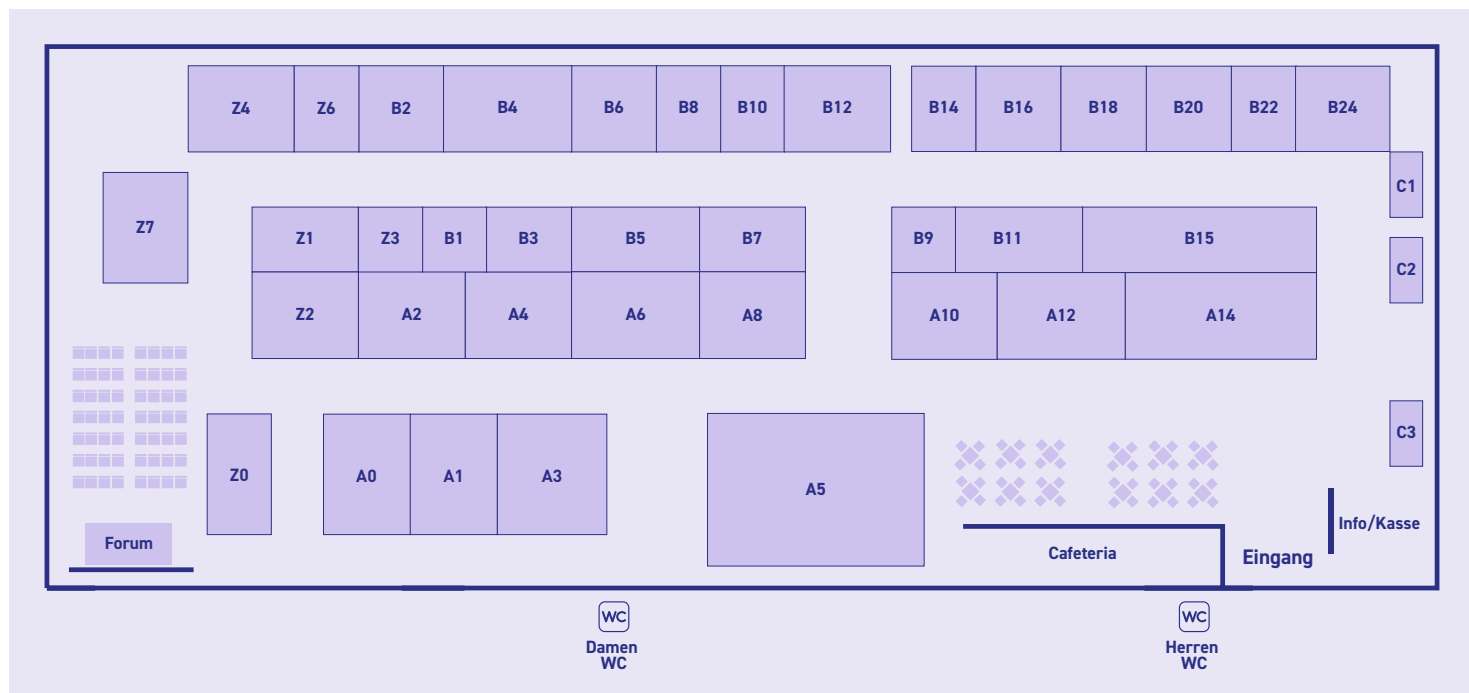 Z4 Z6 B2 B4 B6 B8 B10 B12 B14 B16 B18 B20 B22 B24
C1
Z7
Z1 Z3 B1 B3 B5 B7 B9 B11 B15
C2
Z2 A2 A4 A6 A8 A10 A12 A14
C3
Z0 A0 A1 A3 A5
Info/Kasse
Forum
Cafeteria
Eingang
WC
Damen
WC
WC
Herren
WC